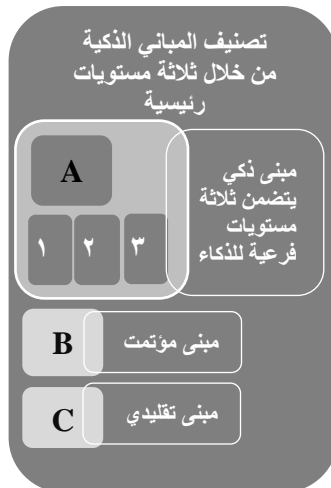 تصنيف المباني الذكية
من خلال ثلاثة مستويات
رئيسية
مبنى ذكي
يتضمن ثلاثة
مستويات
فرعية للذكاء
A
١ ٢ ٣
مبنى مؤتمت
B
مبنى تقليدي
C